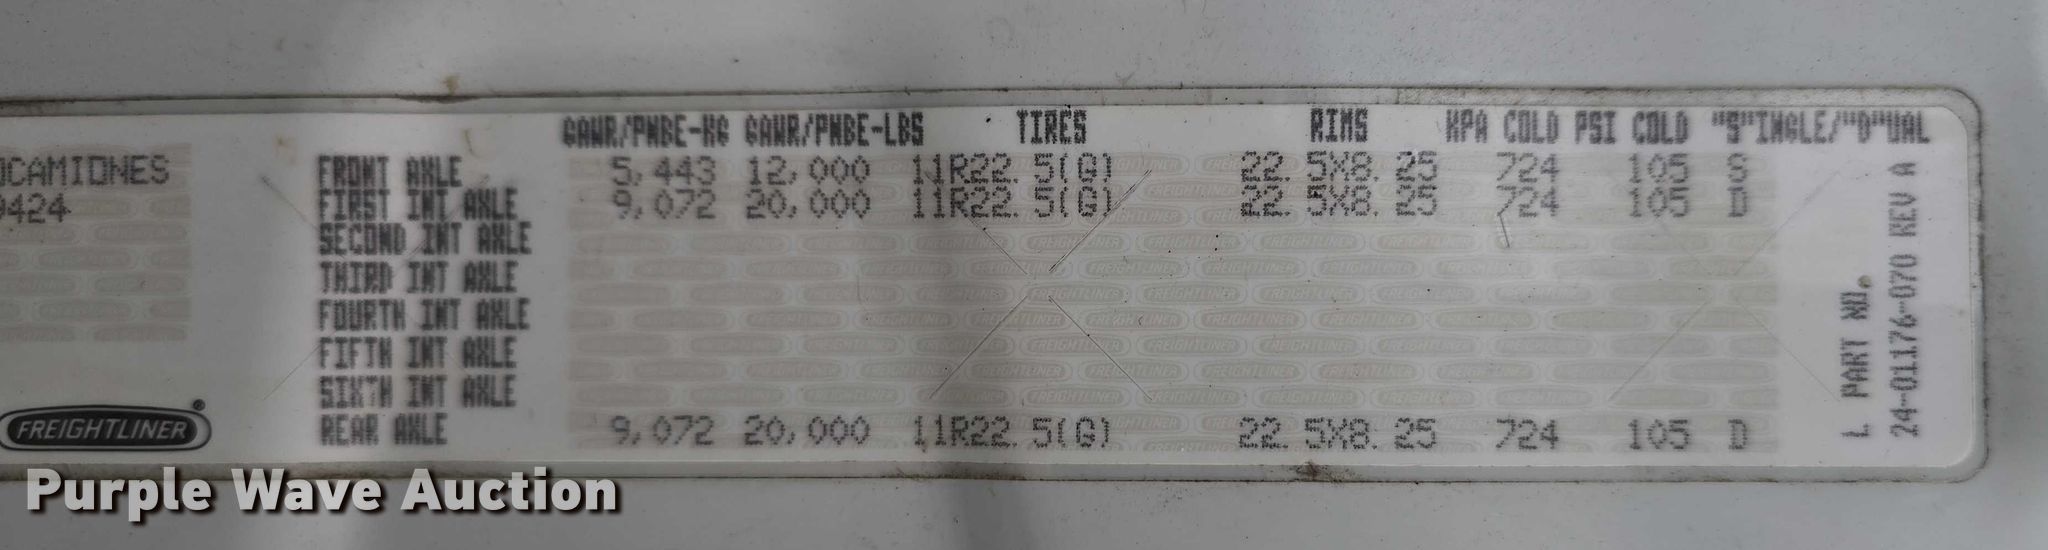 GAWR/PNBE-KG GAWR/PNBE-LBS TIRES RIMS KPA COLD PSI COLD "S"INGLE/"D"UAL
OCAMIONES FRONT AXLE 5,443 12,000 11R22.5(G) 22.5X8.25 724 105 S
9424 FIRST INT AXLE 9,072 20,000 11R22.5(G) 22.5X8.25 724 105 D
SECOND INT AXLE
THIRD INT AXLE
FOURTH INT AXLE
FIFTH INT AXLE
SIXTH INT AXLE
REAR AXLE 9,072 20,000 11R22.5(G) 22.5X8.25 724 105 D
L PART NO.
24-01176-070 REV A
FREIGHTLINER®
Purple Wave Auction